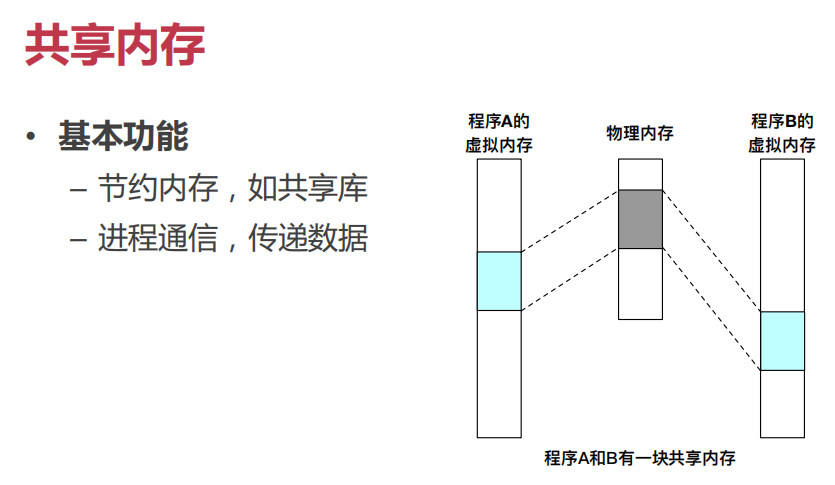 共享内存
• 基本功能
– 节约内存，如共享库
– 进程通信，传递数据
程序A的
虚拟内存
物理内存
程序B的
虚拟内存
程序A和B有一块共享内存